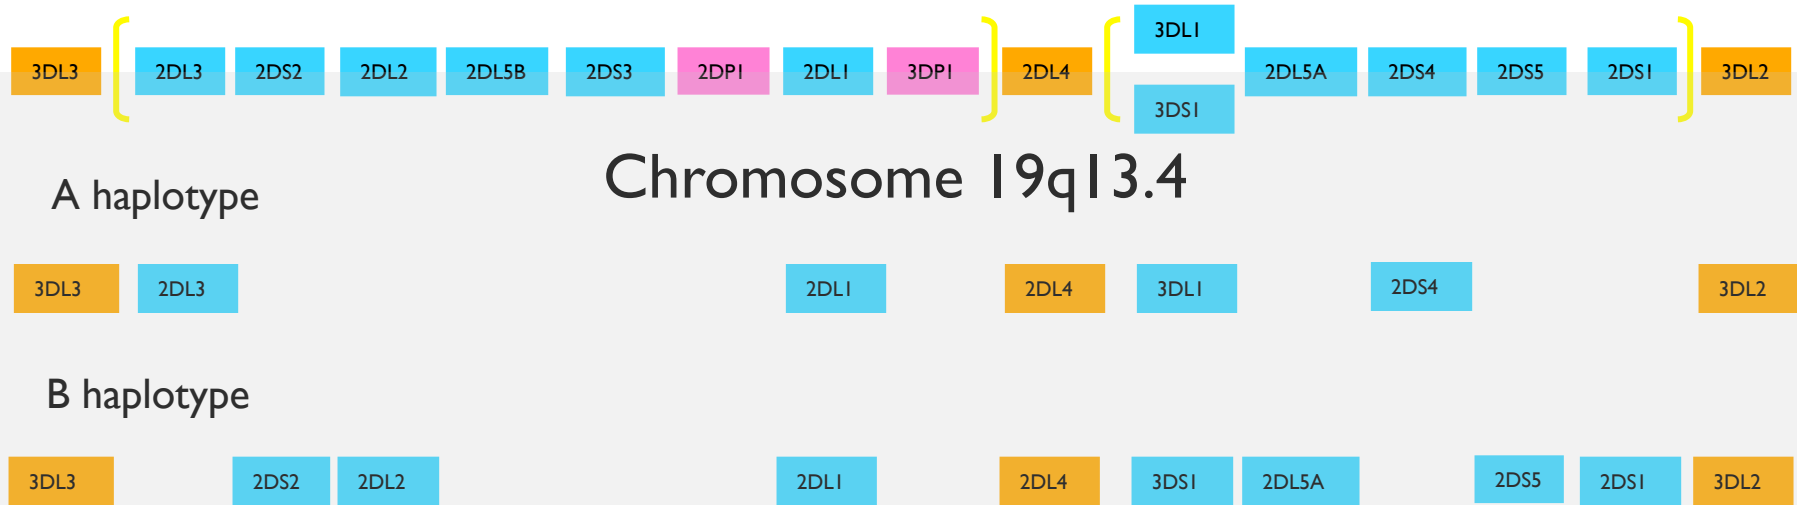 3DL1
3DL3 2DL3 2DS2 2DL2 2DL5B 2DS3 2DP1 2DL1 3DP1 2DL4 2DL5A 2DS4 2DS5 2DS1 3DL2
3DS1
Chromosome 19q13.4
A haplotype
3DL3 2DL3 2DL1 2DL4 3DL1 2DS4 3DL2
B haplotype
3DL3 2DS2 2DL2 2DL1 2DL4 3DS1 2DL5A 2DS5 2DS1 3DL2